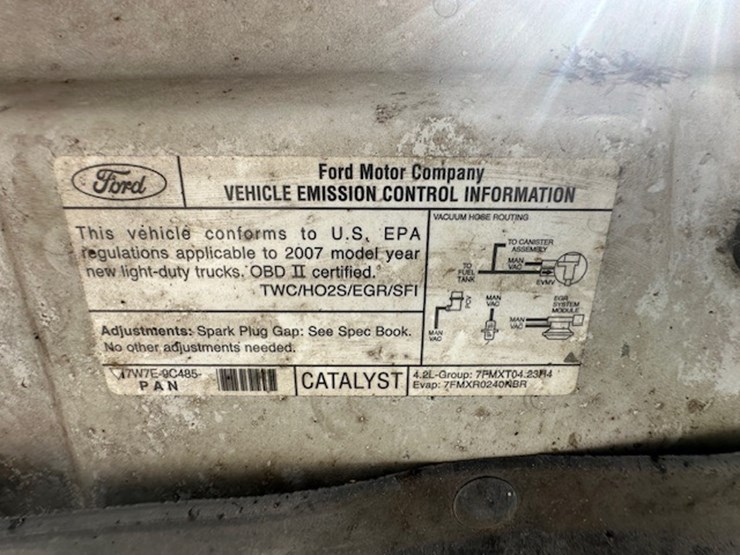 Ford
Ford Motor Company
VEHICLE EMISSION CONTROL INFORMATION
This vehicle conforms to U.S. EPA
regulations applicable to 2007 model year
new light-duty trucks. OBD II certified.
TWC/HO2S/EGR/SFI
Adjustments: Spark Plug Gap: See Spec Book.
No other adjustments needed.
VACUUM HOSE ROUTING
TO CANISTER
ASSEMBLY
MAN
VAC
TO
FUEL
TANK
EVMV
PCV
MAN
VAC
MAN
VAC
MAN
VAC
EGR
SYSTEM
MODULE
7W7E-9C485-
PAN
CATALYST
4.2L-Group:
Evap: 7FMXR0240NBR